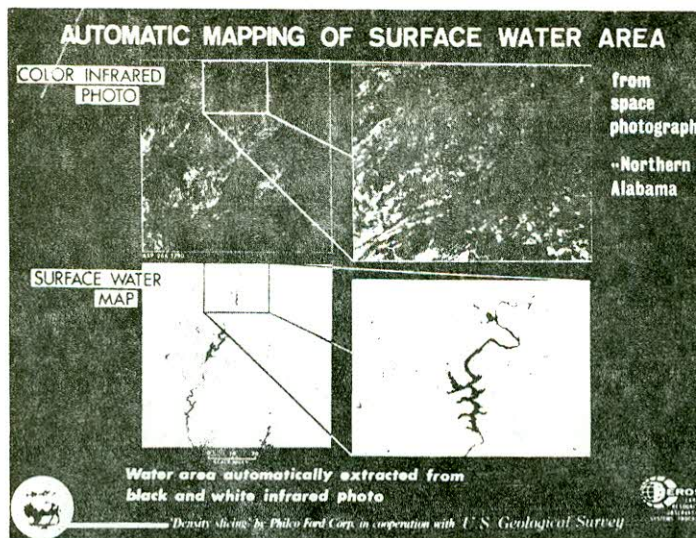 AUTOMATIC MAPPING OF SURFACE WATER AREA
COLOR INFRARED
PHOTO
from
space
photograph
--Northern
Alabama
SURFACE WATER
MAP
Water area automatically extracted from
black and white infrared photo
EROS
"Density slicing" by Philco Ford Corp. in cooperation with U.S. Geological Survey